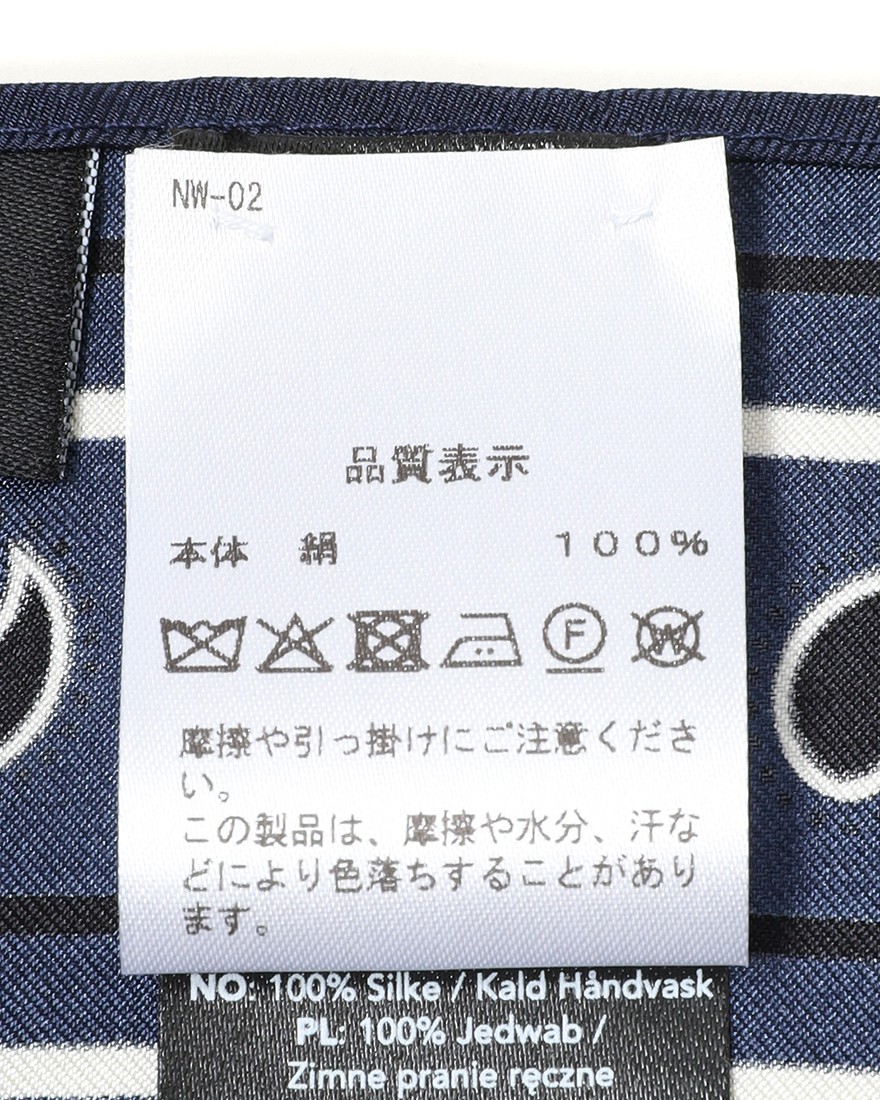 NW-02
品質表示
本体 絹 100%
F
W
摩擦や引っ掛けにご注意くださ
い。
この製品は、摩擦や水分、汗な
どにより色落ちすることがあり
ます。
NO: 100% Silke / Kald Håndvask
PL: 100% Jedwab /
Zimne pranie ręczne